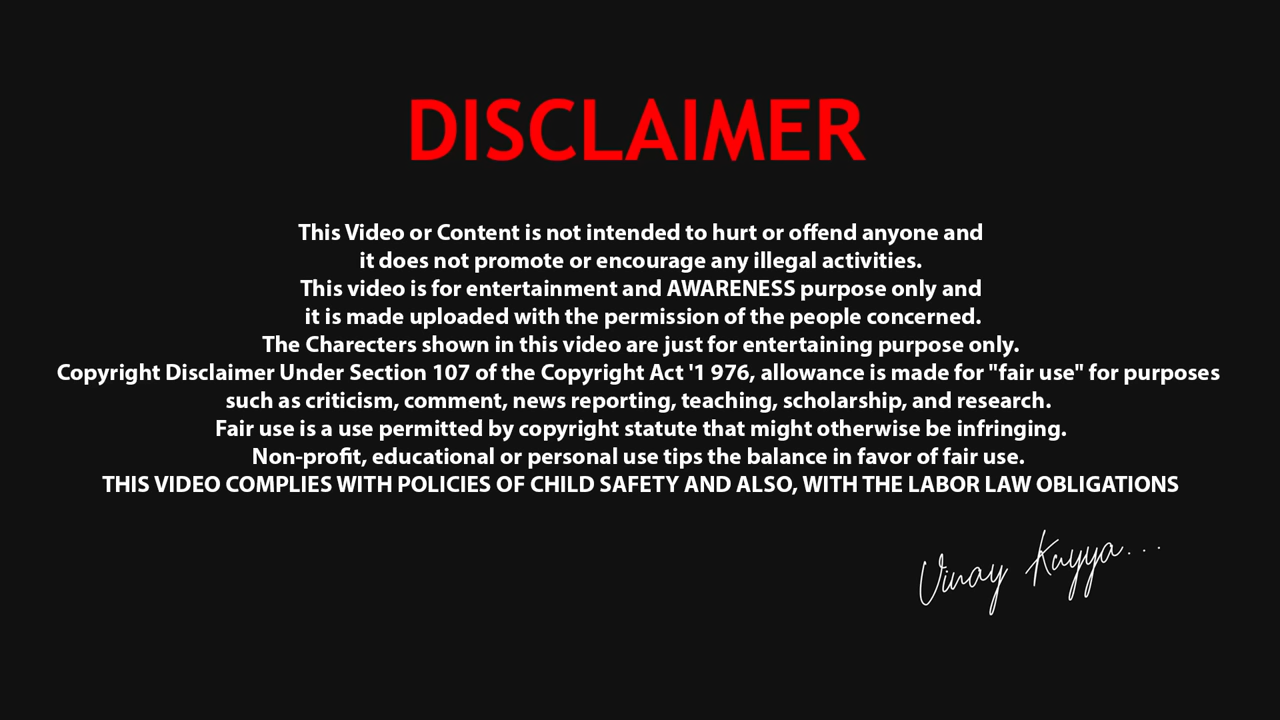 DISCLAIMER
This Video or Content is not intended to hurt or offend anyone and
it does not promote or encourage any illegal activities.
This video is for entertainment and AWARENESS purpose only and
it is made uploaded with the permission of the people concerned.
The Charecters shown in this video are just for entertaining purpose only.
Copyright Disclaimer Under Section 107 of the Copyright Act '1 976, allowance is made for "fair use" for purposes
such as criticism, comment, news reporting, teaching, scholarship, and research.
Fair use is a use permitted by copyright statute that might otherwise be infringing.
Non-profit, educational or personal use tips the balance in favor of fair use.
THIS VIDEO COMPLIES WITH POLICIES OF CHILD SAFETY AND ALSO, WITH THE LABOR LAW OBLIGATIONS
Vinay Kuyya...